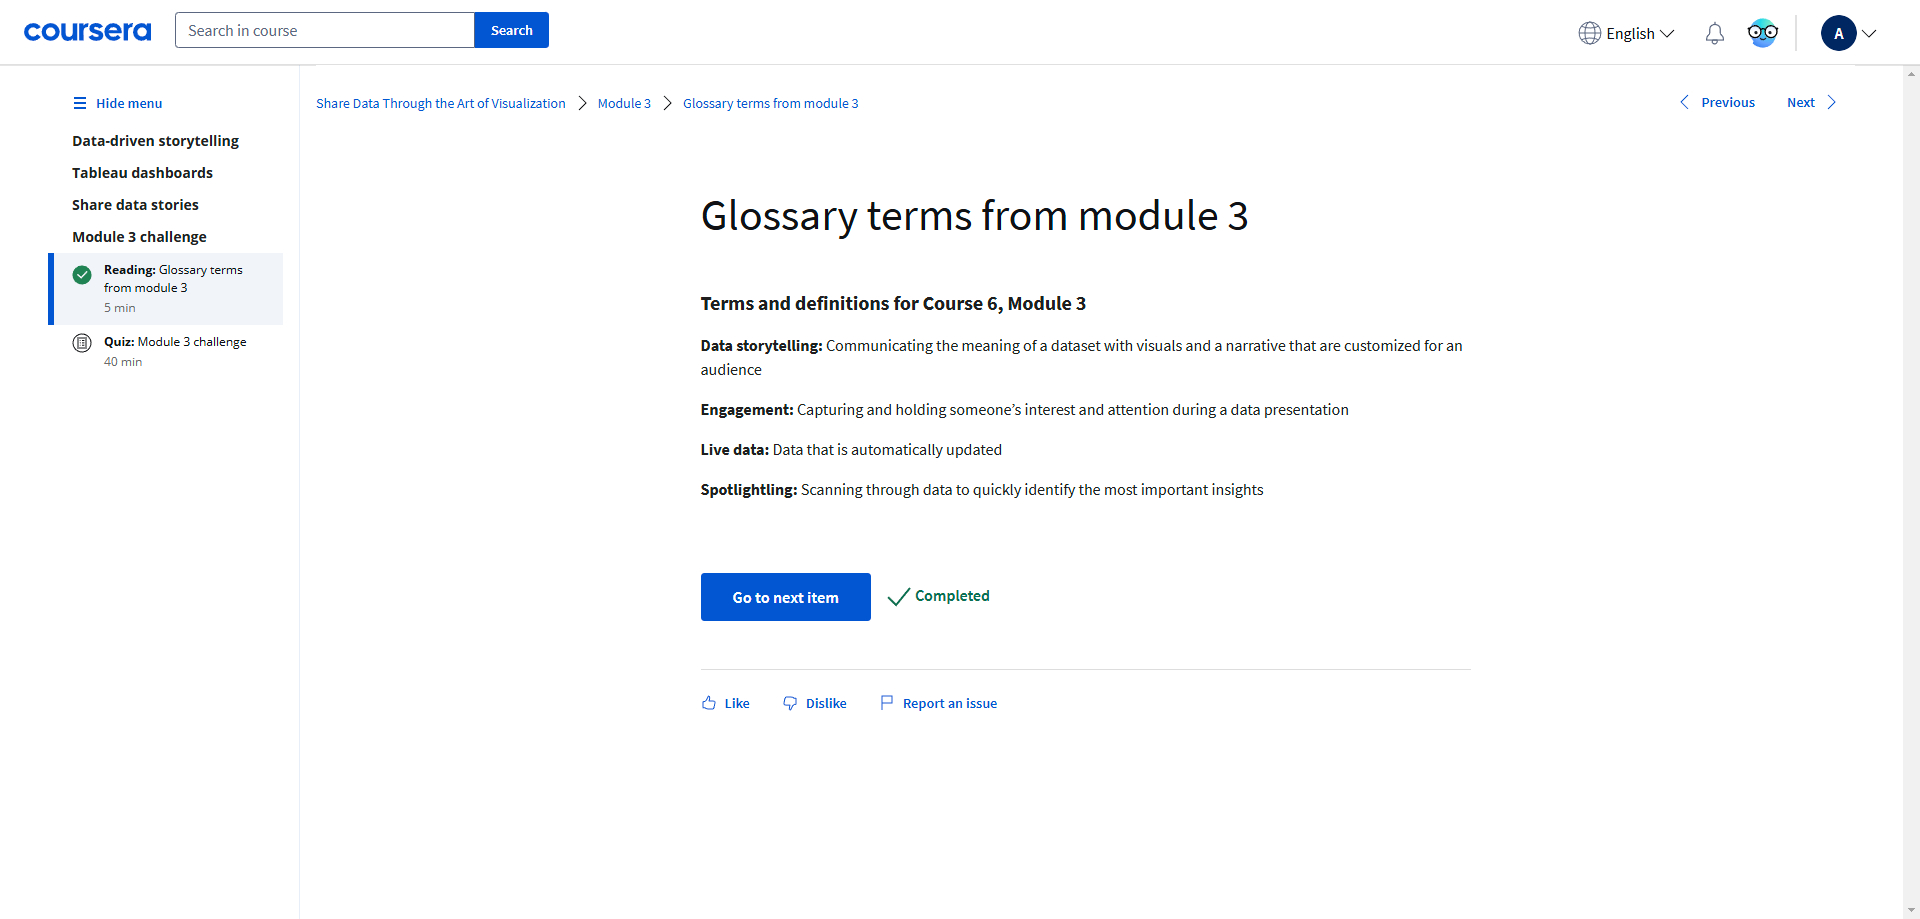 coursera
Search in course
Search
English
A
Hide menu
Data-driven storytelling
Tableau dashboards
Share data stories
Module 3 challenge
Reading: Glossary terms
from module 3
5 min
Quiz: Module 3 challenge
40 min
Share Data Through the Art of Visualization
Module 3
Glossary terms from module 3
Previous
Next
Glossary terms from module 3
Terms and definitions for Course 6, Module 3
Data storytelling: Communicating the meaning of a dataset with visuals and a narrative that are customized for an
audience
Engagement: Capturing and holding someone’s interest and attention during a data presentation
Live data: Data that is automatically updated
Spotlightling: Scanning through data to quickly identify the most important insights
Go to next item
Completed
Like
Dislike
Report an issue